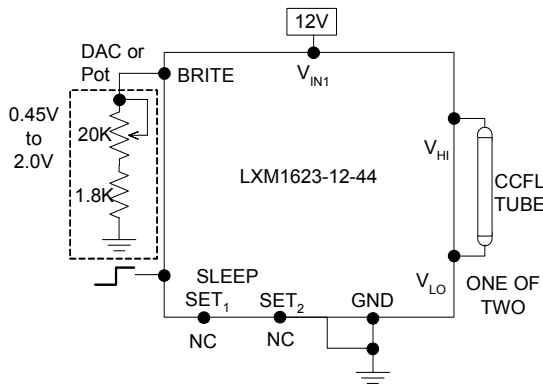 12V
DAC or
Pot
BRITE
V_IN1
0.45V
to
2.0V
20K
1.8K
LXM1623-12-44
V_HI
CCFL
TUBE
SLEEP
SET_1
SET_2
GND
V_LO
ONE OF
TWO
NC
NC